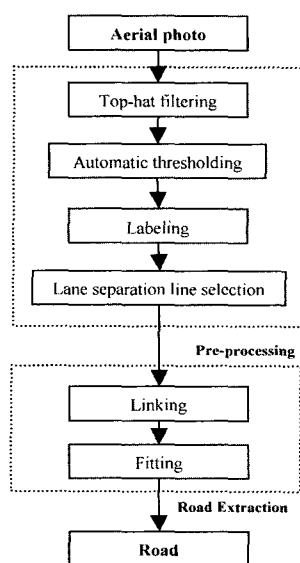 Aerial photo
Top-hat filtering
Automatic thresholding
Labeling
Lane separation line selection
Pre-processing
Linking
Fitting
Road Extraction
Road